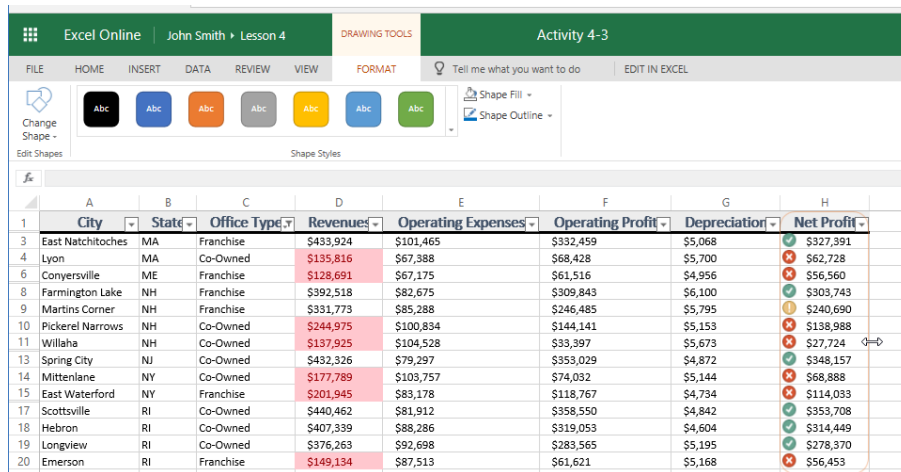 Excel Online John Smith ▸ Lesson 4 DRAWING TOOLS Activity 4-3
FILE HOME INSERT DATA REVIEW VIEW FORMAT Tell me what you want to do EDIT IN EXCEL
Change Shape Abc Abc Abc Abc Abc Abc Abc Shape Fill
Shape Outline
Edit Shapes Shape Styles
fx
A B C D E F G H
1 City State Office Type Revenues Operating Expenses Operating Profit Depreciation Net Profit
3 East Natchitoches MA Franchise $433,924 $101,465 $332,459 $5,068 $327,391
4 Lyon MA Co-Owned $135,816 $67,388 $68,428 $5,700 $62,728
6 Conyersville ME Franchise $128,691 $67,175 $61,516 $4,956 $56,560
8 Farmington Lake NH Franchise $392,518 $82,675 $309,843 $6,100 $303,743
9 Martins Corner NH Franchise $331,773 $85,288 $246,485 $5,795 $240,690
10 Pickerel Narrows NH Co-Owned $244,975 $100,834 $144,141 $5,153 $138,988
11 Willaha NH Co-Owned $137,925 $104,528 $33,397 $5,673 $27,724
13 Spring City NJ Co-Owned $432,326 $79,297 $353,029 $4,872 $348,157
14 Mittenlane NY Co-Owned $177,789 $103,757 $74,032 $5,144 $68,888
15 East Waterford NY Franchise $201,945 $83,178 $118,767 $4,734 $114,033
17 Scottsville RI Co-Owned $440,462 $81,912 $358,550 $4,842 $353,708
18 Hebron RI Co-Owned $407,339 $88,286 $319,053 $4,604 $314,449
19 Longview RI Co-Owned $376,263 $92,698 $283,565 $5,195 $278,370
20 Emerson RI Franchise $149,134 $87,513 $61,621 $5,168 $56,453